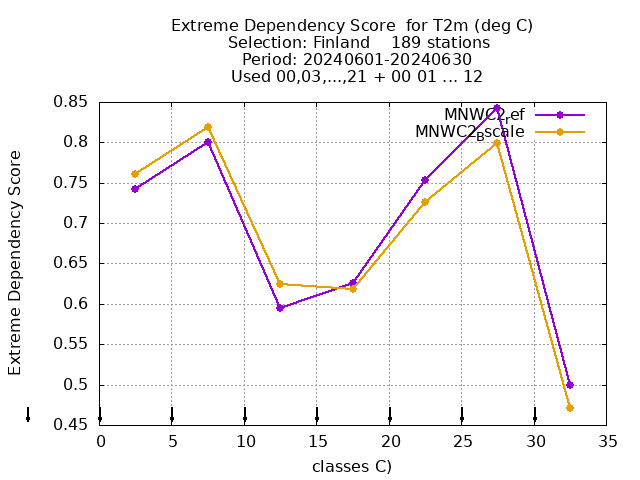 Extreme Dependency Score  for T2m (deg C)
Selection: Finland    189 stations
Period: 20240601-20240630
Used 00,03,...,21 + 00 01 ... 12
MNWC2ref
MNWC2Bscale
0.85
0.8
0.75
0.7
0.65
0.6
0.55
0.5
0.45
Extreme Dependency Score
0 5 10 15 20 25 30 35
classes C)